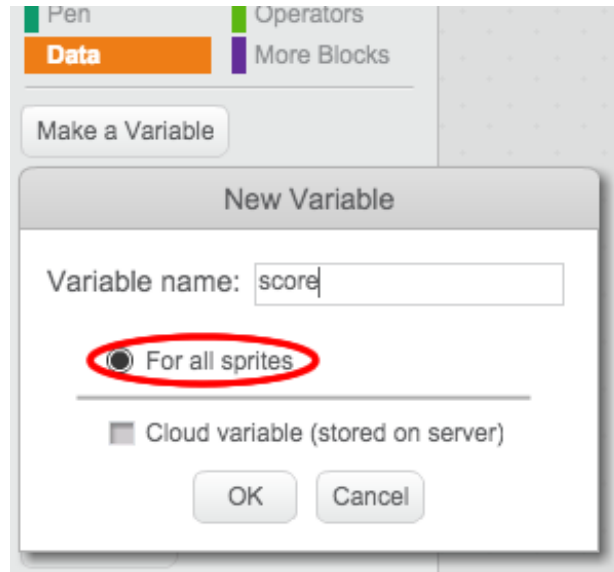 Pen Operators
Data More Blocks
Make a Variable
New Variable
Variable name: score
For all sprites
Cloud variable (stored on server)
OK Cancel